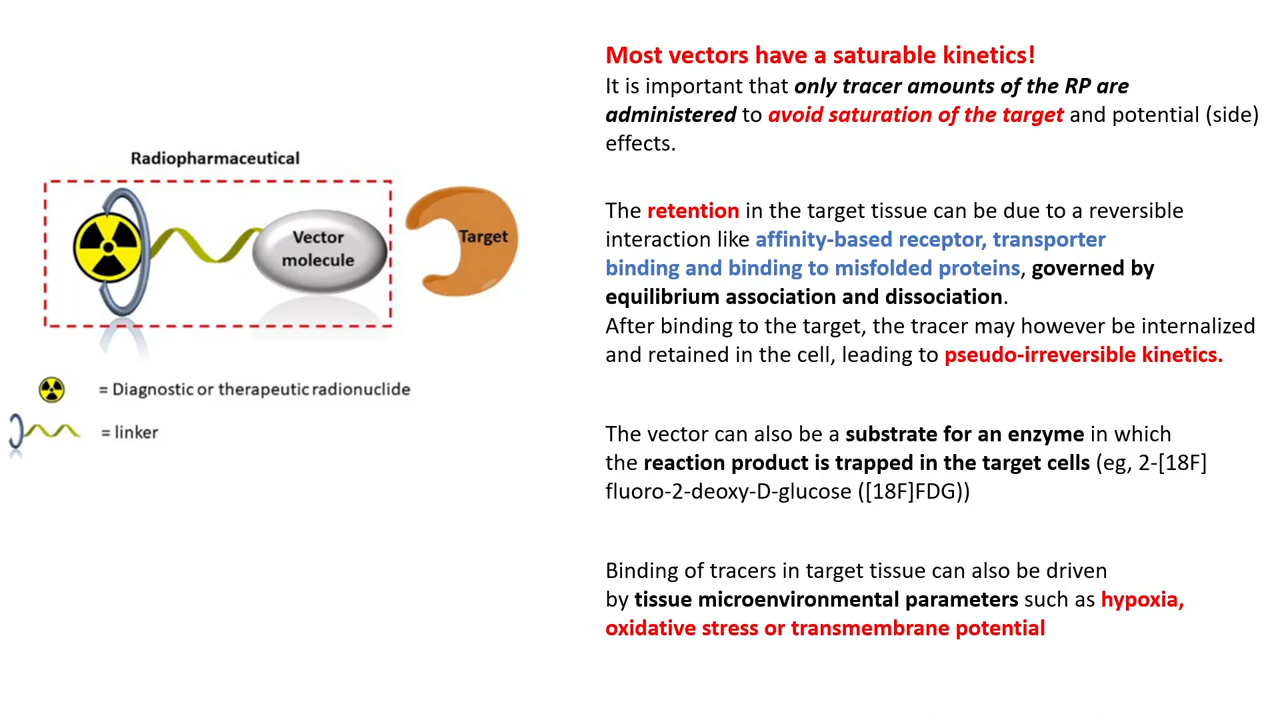 Most vectors have a saturable kinetics!
It is important that only tracer amounts of the RP are
administered to avoid saturation of the target and potential (side)
effects.
Radiopharmaceutical
Vector
molecule
Target
= Diagnostic or therapeutic radionuclide
= linker
The retention in the target tissue can be due to a reversible
interaction like affinity-based receptor, transporter
binding and binding to misfolded proteins, governed by
equilibrium association and dissociation.
After binding to the target, the tracer may however be internalized
and retained in the cell, leading to pseudo-irreversible kinetics.
The vector can also be a substrate for an enzyme in which
the reaction product is trapped in the target cells (eg, 2-[18F]
fluoro-2-deoxy-D-glucose ([18F]FDG))
Binding of tracers in target tissue can also be driven
by tissue microenvironmental parameters such as hypoxia,
oxidative stress or transmembrane potential